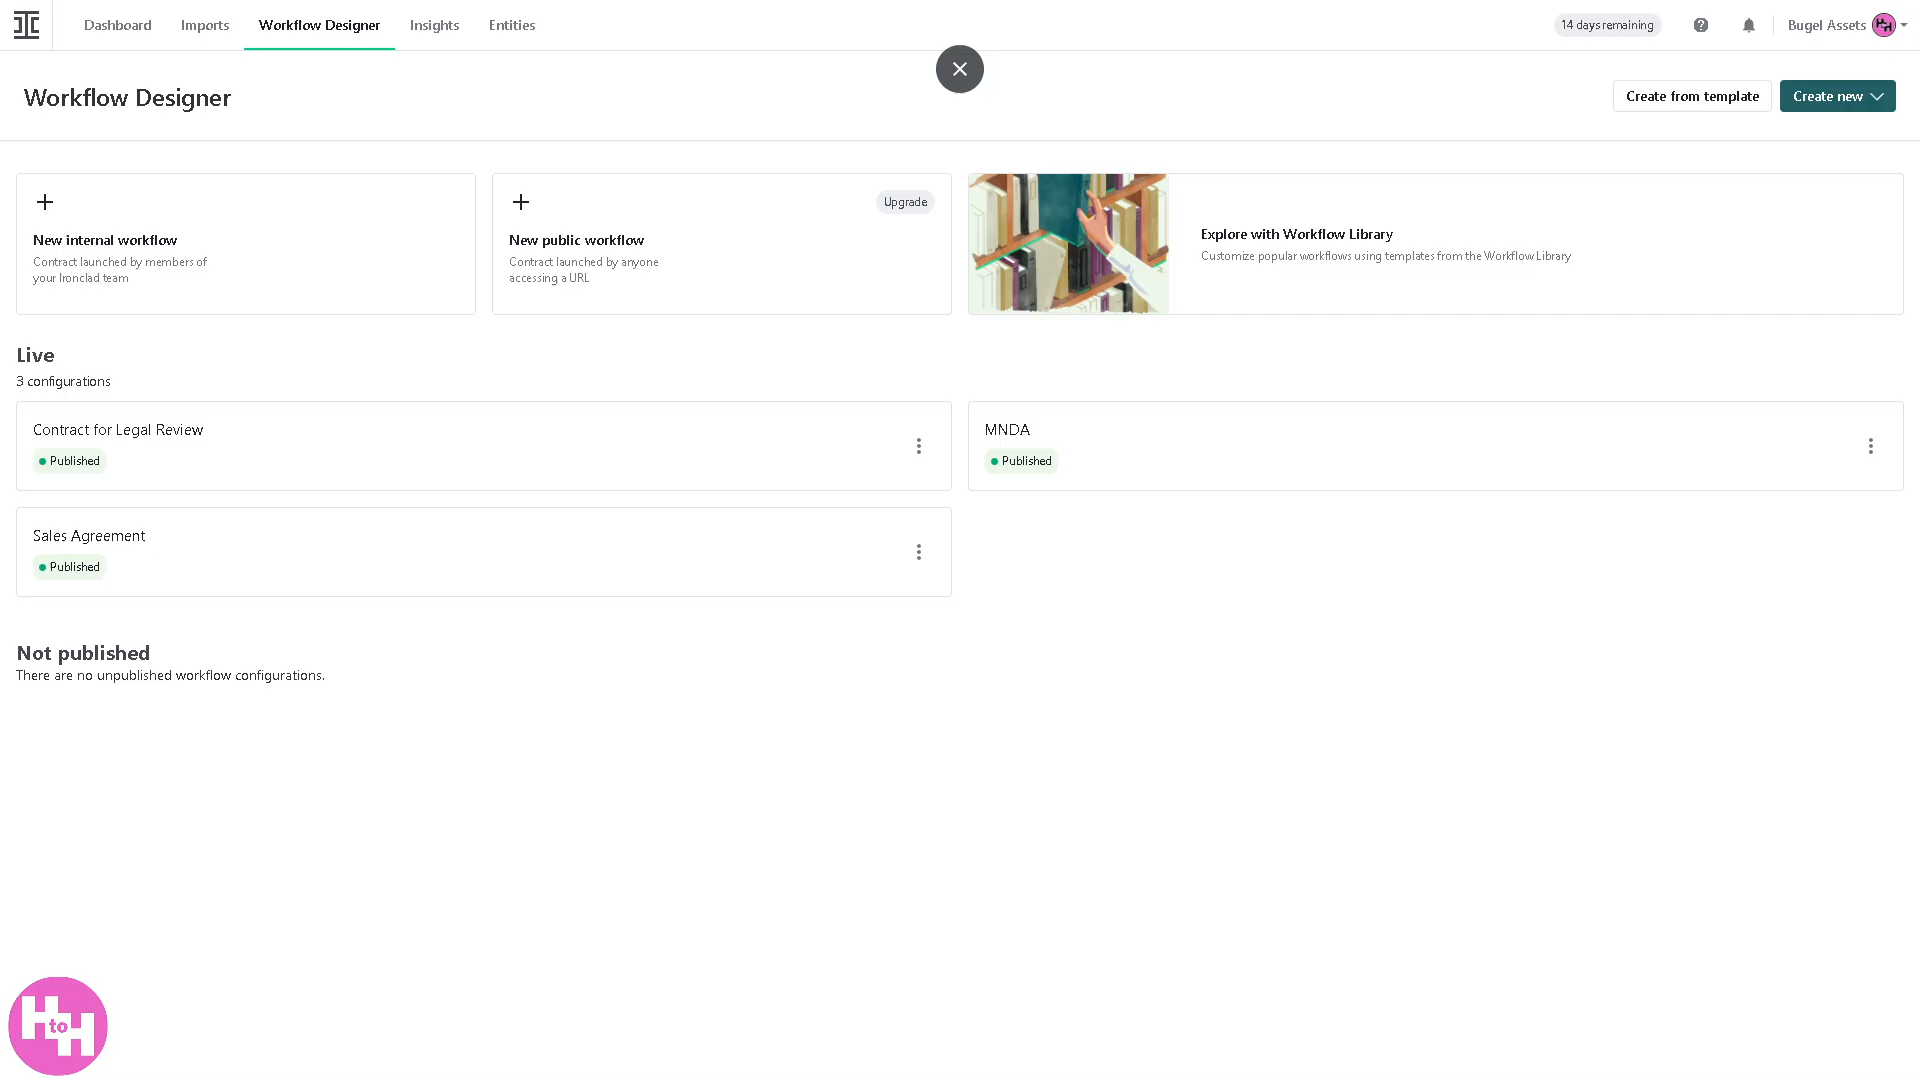 Dashboard
Imports
Workflow Designer
Insights
Entities
14 days remaining
Bugel Assets
Workflow Designer
Create from template
Create new
New internal workflow
Contract launched by members of
your Ironclad team
Upgrade
New public workflow
Contract launched by anyone
accessing a URL
Explore with Workflow Library
Customize popular workflows using templates from the Workflow Library
Live
3 configurations
Contract for Legal Review
Published
MNDA
Published
Sales Agreement
Published
Not published
There are no unpublished workflow configurations.
H to H